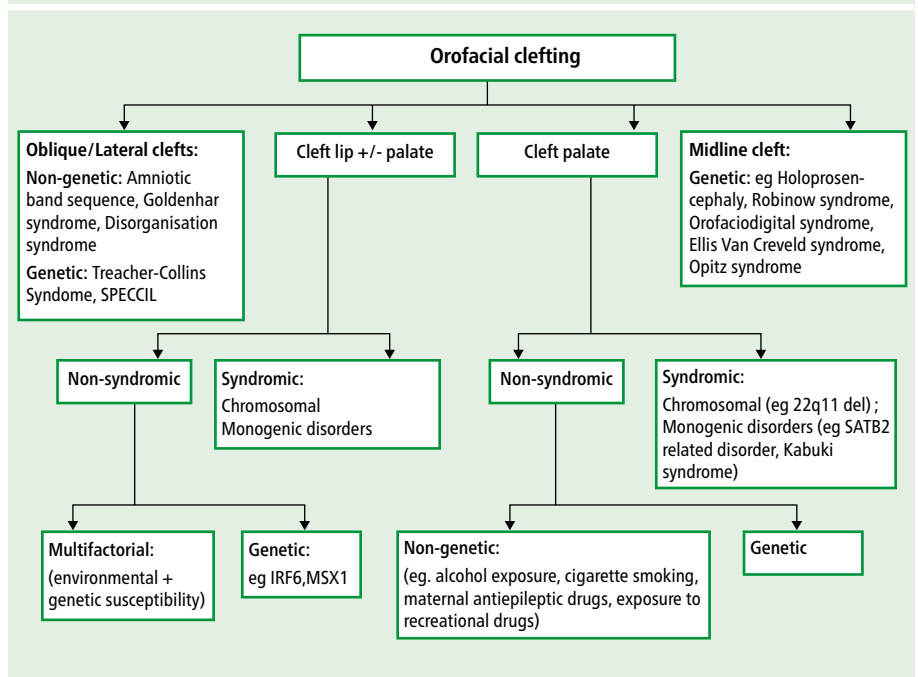 Orofacial clefting
Oblique/Lateral clefts:
Non-genetic: Amniotic
band sequence, Goldenhar
syndrome, Disorganisation
syndrome
Genetic: Treacher-Collins
Syndome, SPECCIL
Cleft lip +/- palate
Cleft palate
Midline cleft:
Genetic: eg Holoprosen-
cephaly, Robinow syndrome,
Orofaciodigital syndrome,
Ellis Van Creveld syndrome,
Opitz syndrome
Non-syndromic
Syndromic:
Chromosomal
Monogenic disorders
Non-syndromic
Syndromic:
Chromosomal (eg 22q11 del) ;
Monogenic disorders (eg SATB2
related disorder, Kabuki
syndrome)
Multifactorial:
(environmental +
genetic susceptibility)
Genetic:
eg IRF6,MSX1
Non-genetic:
(eg. alcohol exposure, cigarette smoking,
maternal antiepileptic drugs, exposure to
recreational drugs)
Genetic